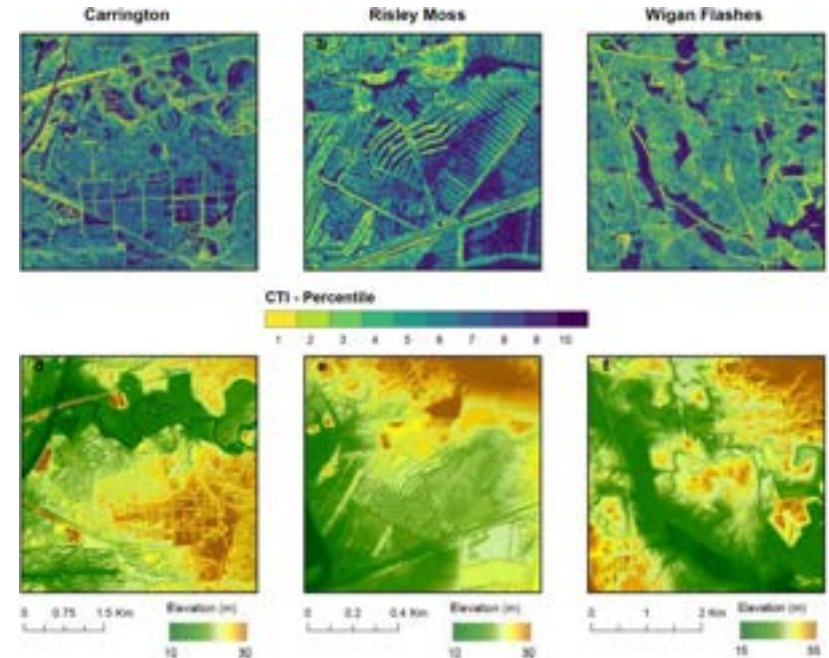 Carrington Risley Moss Wigan Flashes
a b c
CTI - Percentile
1 2 3 4 5 6 7 8 9 10
d e f
0 0.75 1.5 Km Elevation (m) 0 0.2 0.4 Km Elevation (m) 0 1 2 Km Elevation (m)
10 30 10 30 15 55